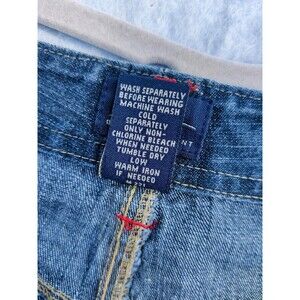 WASH SEPARATELY
BEFORE WEARING
MACHINE WASH
COLD
SEPARATELY
ONLY NON-
CHLORINE BLEACH
WHEN NEEDED
TUMBLE DRY
LOW
WARM IRON
IF NEEDED